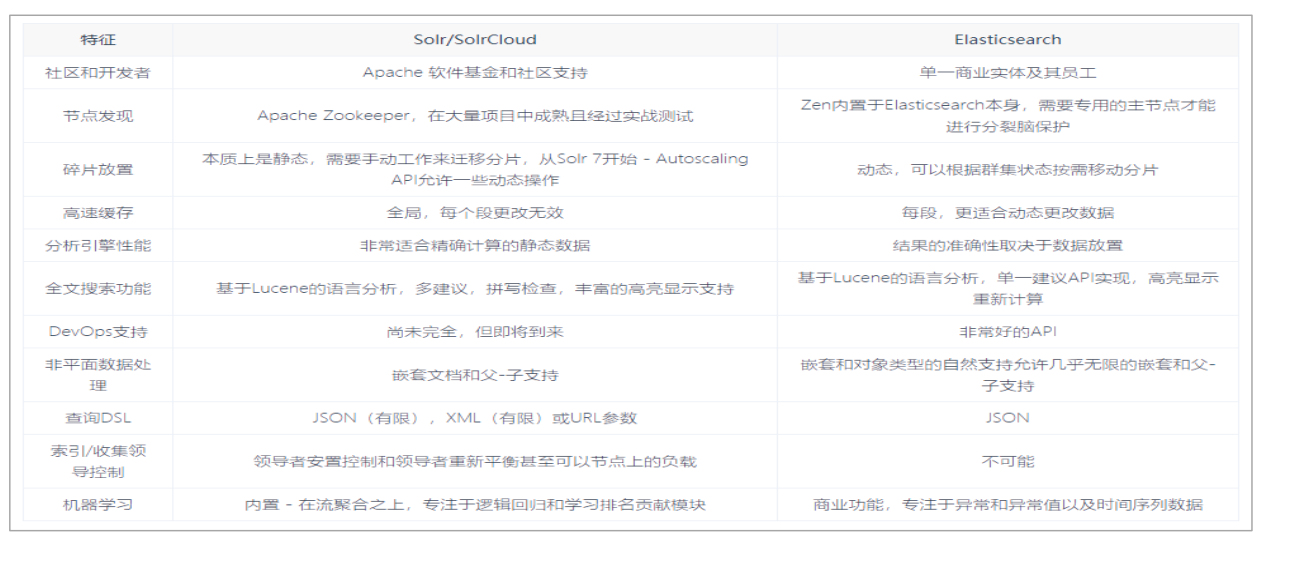 特征 Solr/SolrCloud Elasticsearch
社区和开发者 Apache 软件基金和社区支持 单一商业实体及其员工
节点发现 Apache Zookeeper，在大量项目中成熟且经过实战测试 Zen内置于Elasticsearch本身，需要专用的主节点才能
进行分裂脑保护
碎片放置 本质上是静态，需要手动工作来迁移分片，从Solr 7开始 - Autoscaling
API允许一些动态操作 动态，可以根据群集状态按需移动分片
高速缓存 全局，每个段更改无效 每段，更适合动态更改数据
分析引擎性能 非常适合精确计算的静态数据 结果的准确性取决于数据放置
全文搜索功能 基于Lucene的语言分析，多建议，拼写检查，丰富的高亮显示支持 基于Lucene的语言分析，单一建议API实现，高亮显示
重新计算
DevOps支持 尚未完全，但即将到来 非常好的API
非平面数据处
理 嵌套文档和父-子支持 嵌套和对象类型的自然支持允许几乎无限的嵌套和父-
子支持
查询DSL JSON（有限），XML（有限）或URL参数 JSON
索引/收集领
导控制 领导者安置控制和领导者重新平衡甚至可以节点上的负载 不可能
机器学习 内置 - 在流聚合之上，专注于逻辑回归和学习排名贡献模块 商业功能，专注于异常和异常值以及时间序列数据